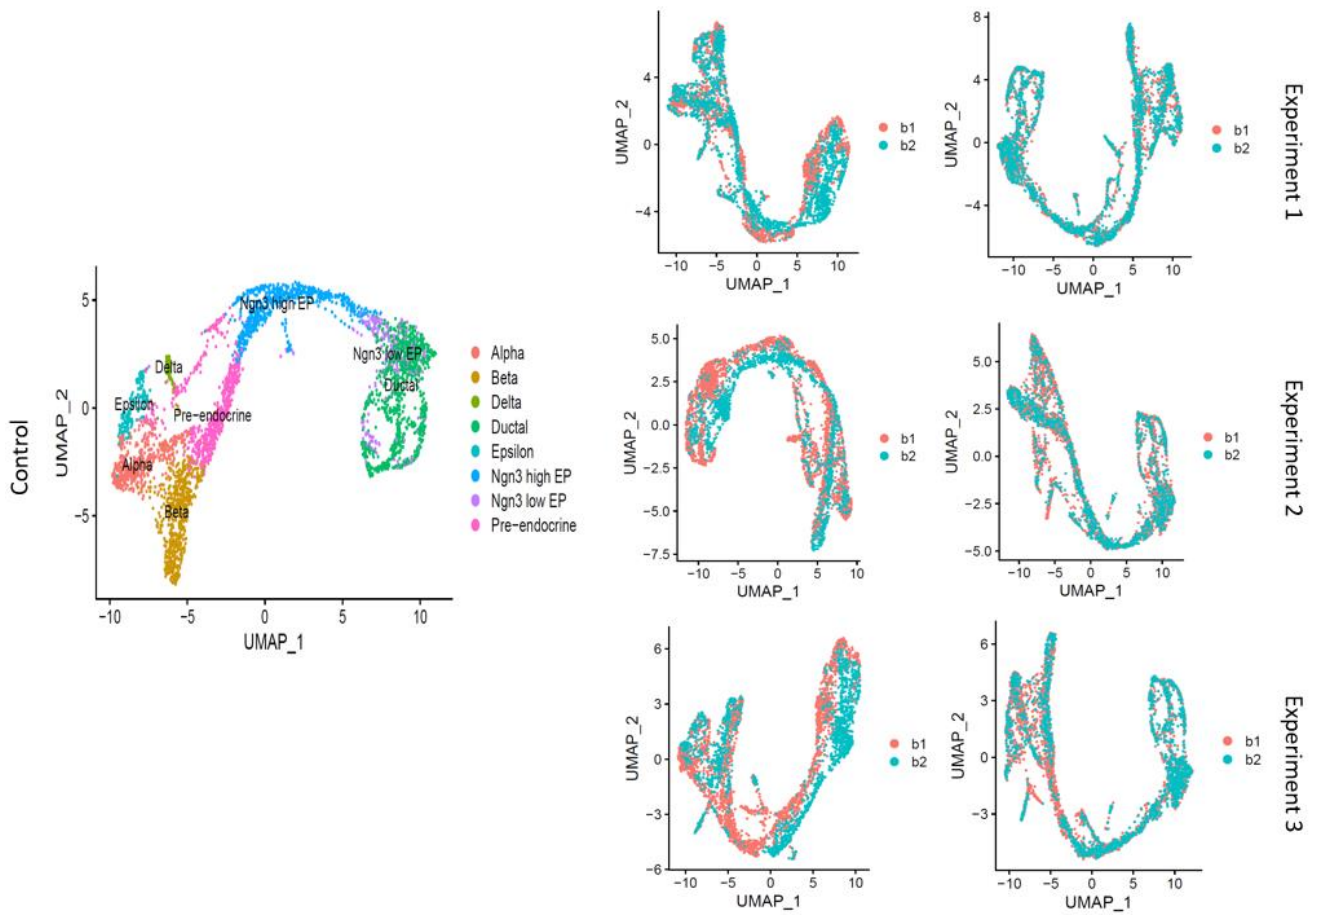 Control
UMAP_2
5
0
−5
−10
−5
0
5
10
UMAP_1
Ngn3 high EP
Ngn3 low EP
Ductal
Delta
Epsilon
Pre−endocrine
Alpha
Beta
Alpha
Beta
Delta
Ductal
Epsilon
Ngn3 high EP
Ngn3 low EP
Pre−endocrine
UMAP_2
4
0
−4
−10
−5
0
5
10
UMAP_1
b1
b2
UMAP_2
8
4
0
−4
−10
−5
0
5
10
UMAP_1
b1
b2
Experiment 1
UMAP_2
5.0
2.5
0.0
−2.5
−5.0
−7.5
−10
−5
0
5
10
UMAP_1
b1
b2
UMAP_2
5.0
2.5
0.0
−2.5
−5.0
−10
−5
0
5
10
UMAP_1
b1
b2
Experiment 2
UMAP_2
6
3
0
−3
−6
−10
−5
0
5
10
UMAP_1
b1
b2
UMAP_2
6
3
0
−3
−10
−5
0
5
10
UMAP_1
b1
b2
Experiment 3